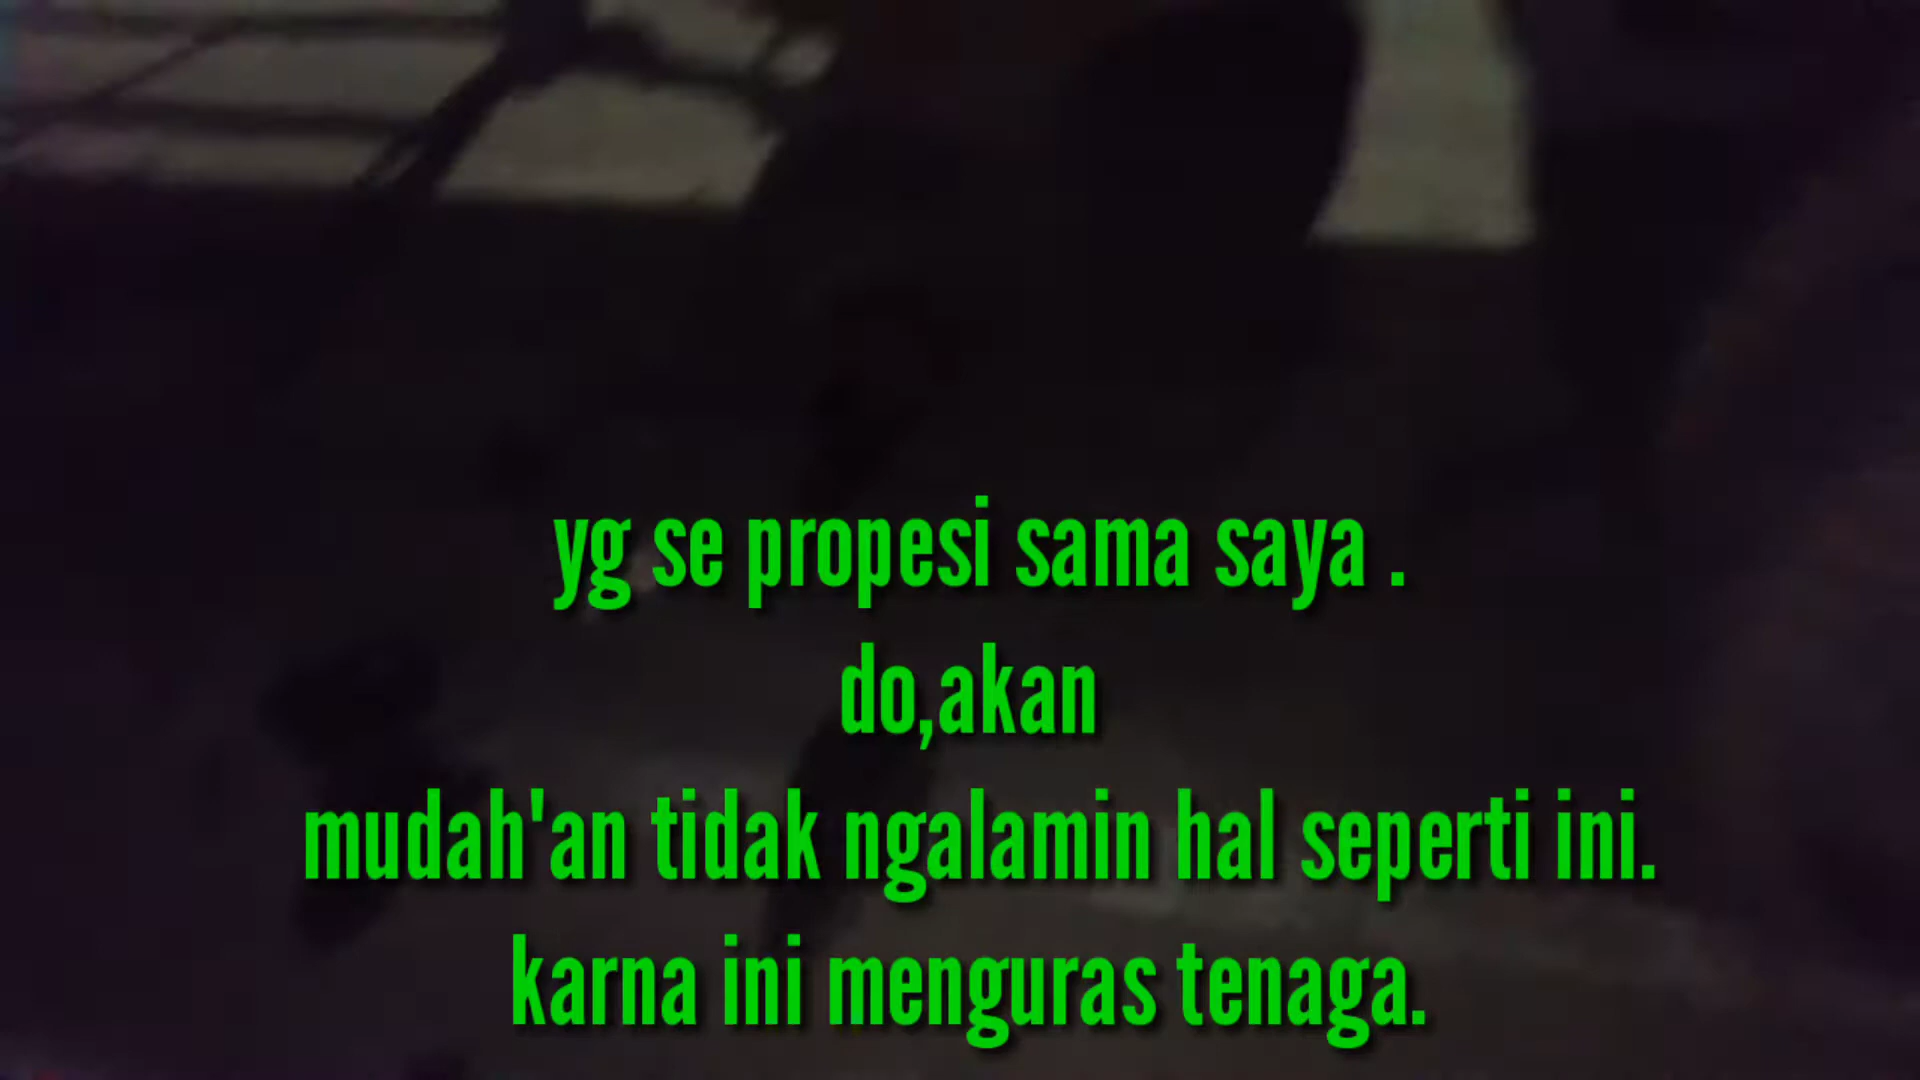 yg se propesi sama saya .
do,akan
mudah'an tidak ngalamin hal seperti ini.
karna ini menguras tenaga.